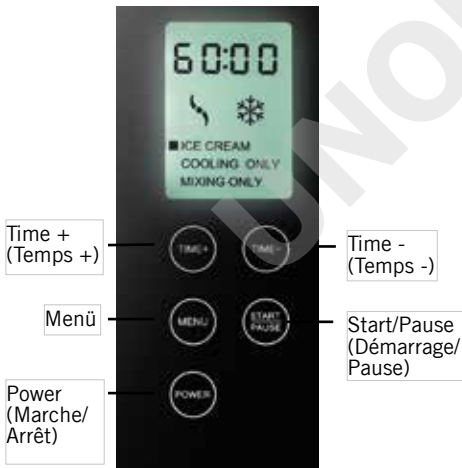 60:00
ICE CREAM
COOLING ONLY
MIXING ONLY
Time +
(Temps +)
TIME+
TIME-
Time -
(Temps -)
Menü
MENU
START
PAUSE
Start/Pause
(Démarrage/
Pause)
Power
(Marche/
Arrêt)
POWER
UNO